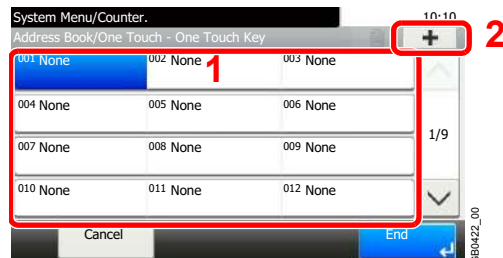 System Menu/Counter.
10:10
Address Book/One Touch - One Touch Key
+
2
001 None
002 None
1
003 None
004 None
005 None
006 None
1/9
007 None
008 None
009 None
010 None
011 None
012 None
Cancel
End